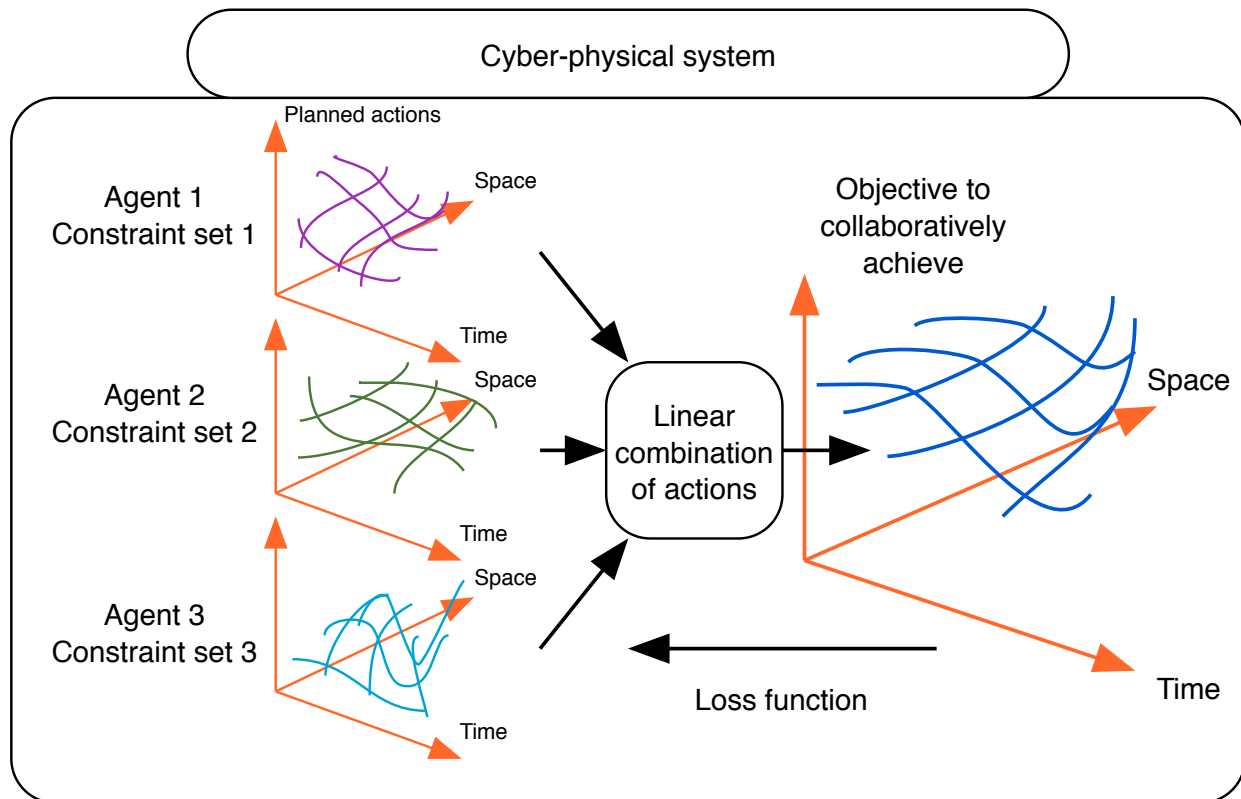 Cyber-physical system
Planned actions
Agent 1
Constraint set 1
Space
Time
Agent 2
Constraint set 2
Space
Time
Agent 3
Constraint set 3
Space
Time
Linear
combination
of actions
Objective to
collaboratively
achieve
Space
Time
Loss function